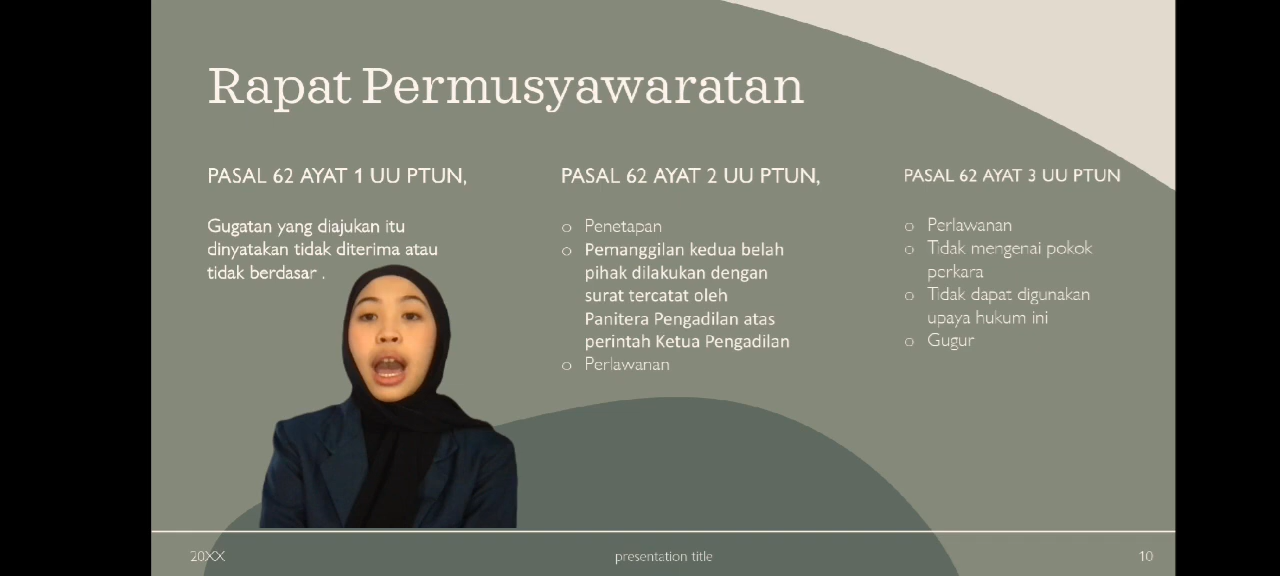 Rapat Permusyawaratan
PASAL 62 AYAT 1 UU PTUN,
Gugatan yang diajukan itu
dinyatakan tidak diterima atau
tidak berdasar .
PASAL 62 AYAT 2 UU PTUN,
o Penetapan
o Pemanggilan kedua belah
pihak dilakukan dengan
surat tercatat oleh
Panitera Pengadilan atas
perintah Ketua Pengadilan
o Perlawanan
PASAL 62 AYAT 3 UU PTUN
o Perlawanan
o Tidak mengenai pokok
perkara
o Tidak dapat digunakan
upaya hukum ini
o Gugur
20XX
presentation title
10